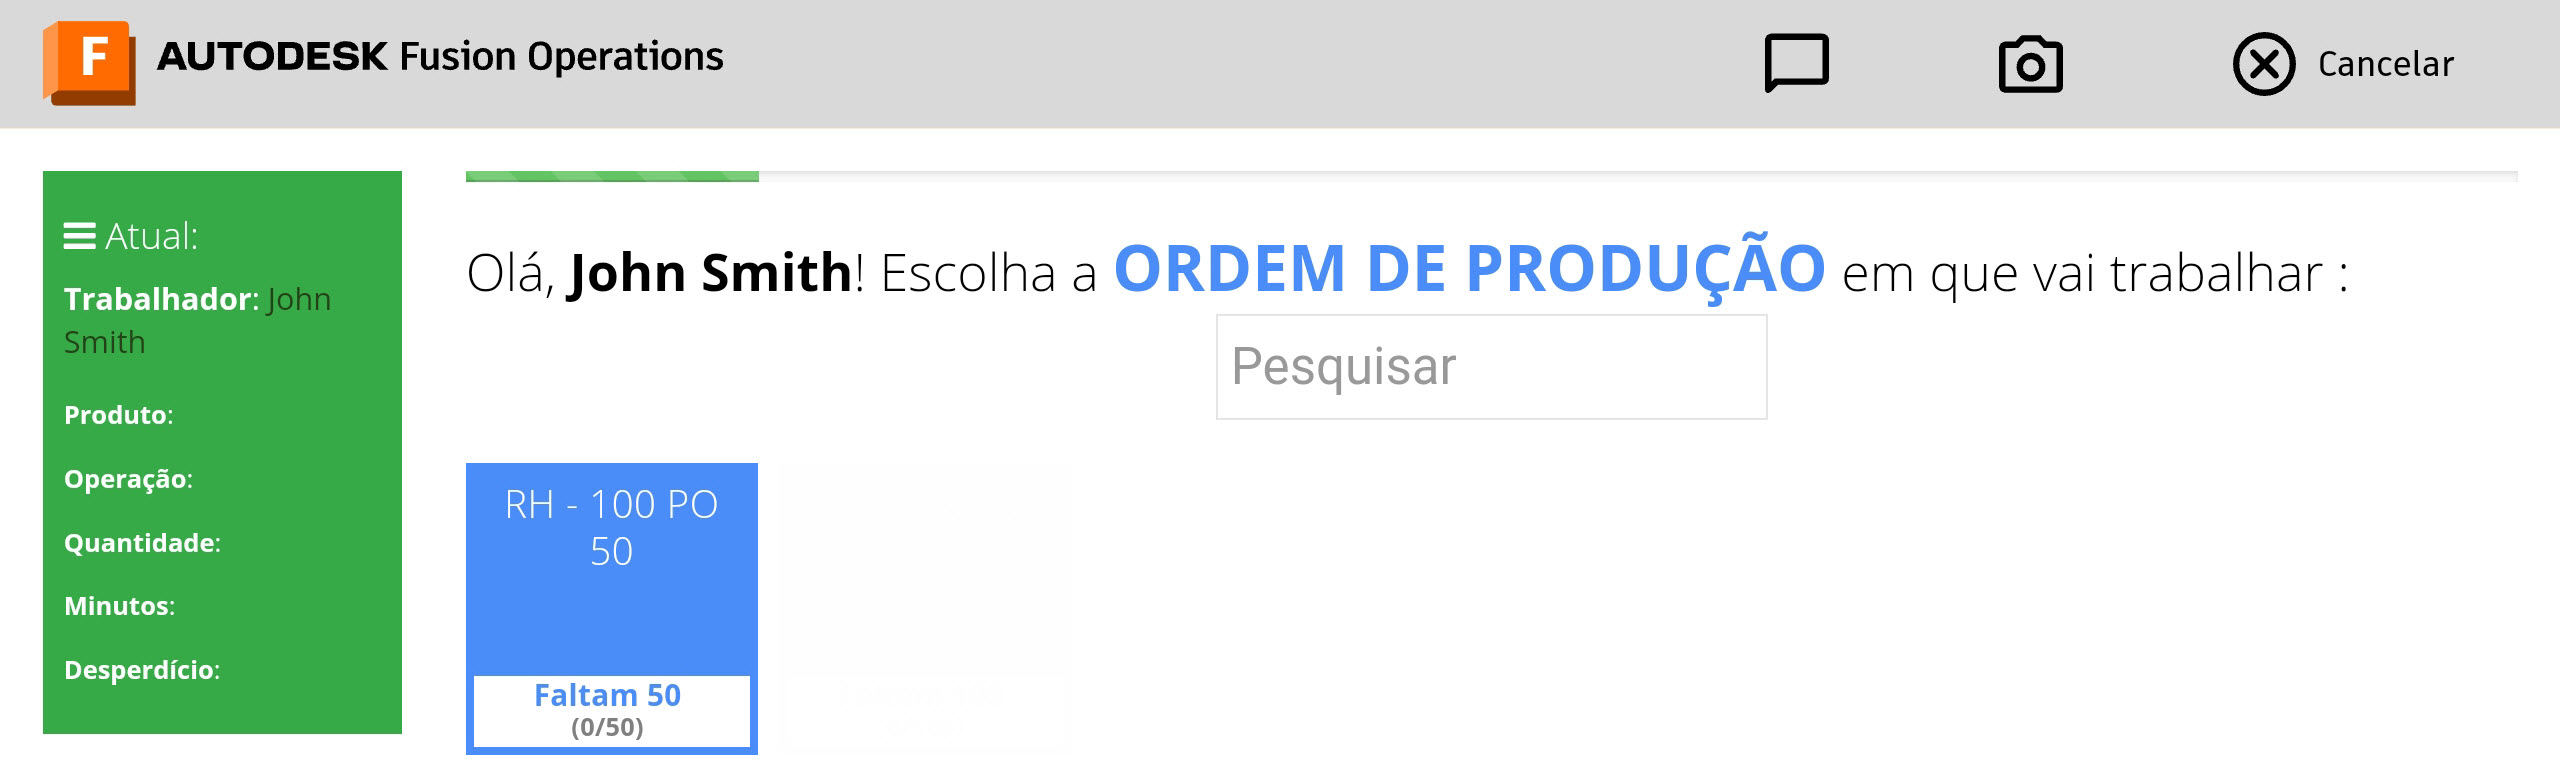 F AUTODESK Fusion Operations
Cancelar
Atual:
Trabalhador: John
Smith
Produto:
Operação:
Quantidade:
Minutos:
Desperdício:
Olá, John Smith! Escolha a ORDEM DE PRODUÇÃO em que vai trabalhar :
Pesquisar
RH - 100 PO
50
Faltam 50
(0/50)